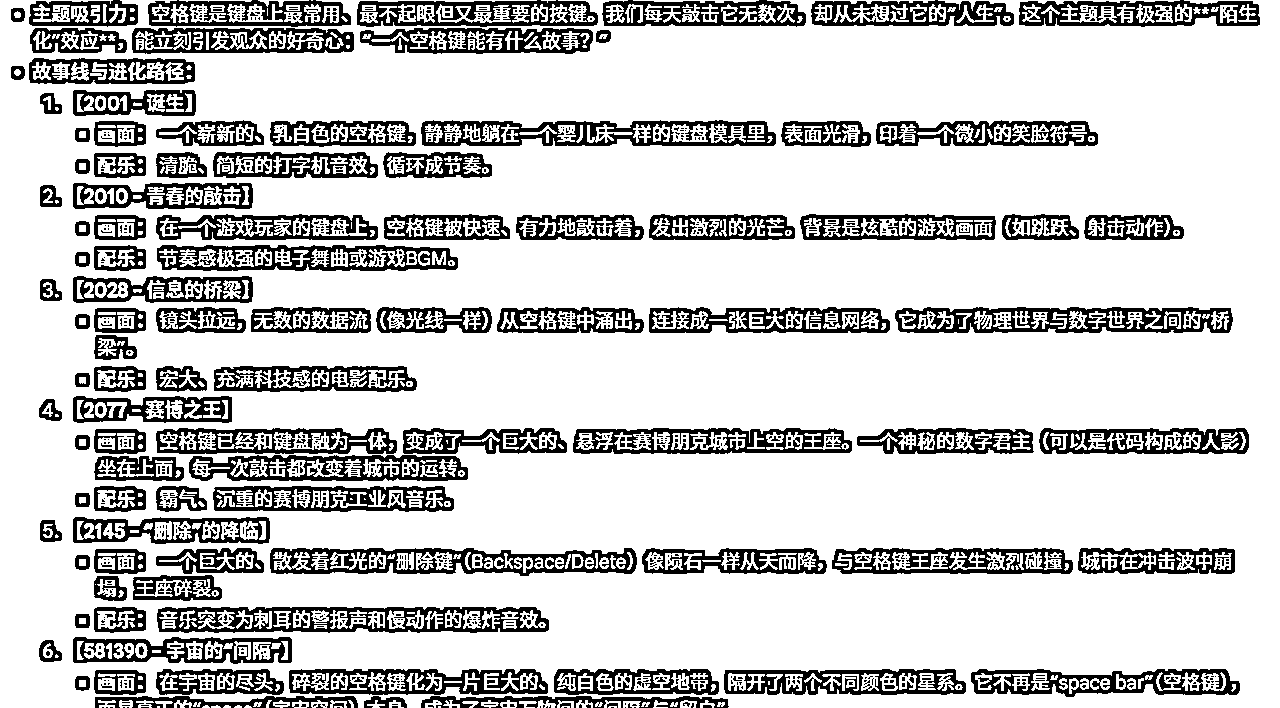 主题吸引力：空格键是键盘上最常用、最不起眼但又最重要的按键。我们每天敲击它无数次，却从未想过它的“人生”。这个主题具有极强的**“陌生
化”效应**，能立刻引发观众的好奇心：“一个空格键能有什么故事？”
故事线与进化路径：
1. 【2001 - 诞生】
画面：一个崭新的、乳白色的空格键，静静地躺在一个婴儿床一样的键盘模具里，表面光滑，印着一个微小的笑脸符号。
配乐：清脆、简短的打字机音效，循环成节奏。
2. 【2010 - 青春的敲击】
画面：在一个游戏玩家的键盘上，空格键被快速、有力地敲击着，发出激烈的光芒。背景是炫酷的游戏画面（如跳跃、射击动作）。
配乐：节奏感极强的电子舞曲或游戏BGM。
3. 【2028 - 信息的桥梁】
画面：镜头拉远，无数的数据流（像光线一样）从空格键中涌出，连接成一张巨大的信息网络，它成为了物理世界与数字世界之间的“桥
梁”。
配乐：宏大、充满科技感的电影配乐。
4. 【2077 - 赛博之王】
画面：空格键已经和键盘融为一体，变成了一个巨大的、悬浮在赛博朋克城市上空的王座。一个神秘的数字君主（可以是代码构成的人影）
坐在上面，每一次敲击都改变着城市的运转。
配乐：霸气、沉重的赛博朋克工业风音乐。
5. 【2145 - “删除”的降临】
画面：一个巨大的、散发着红光的“删除键”（Backspace/Delete）像陨石一样从天而降，与空格键王座发生激烈碰撞，城市在冲击波中崩
塌，王座碎裂。
配乐：音乐突变为刺耳的警报声和慢动作的爆炸音效。
6. 【581390 - 宇宙的“间隔”】
画面：在宇宙的尽头，碎裂的空格键化为一片巨大的、纯白色的虚空地带，隔开了两个不同颜色的星系。它不再是“space bar”（空格键），
而是真正的“space”（宇宙空间）本身，成为了宇宙万物间的“间隔”与“留白”